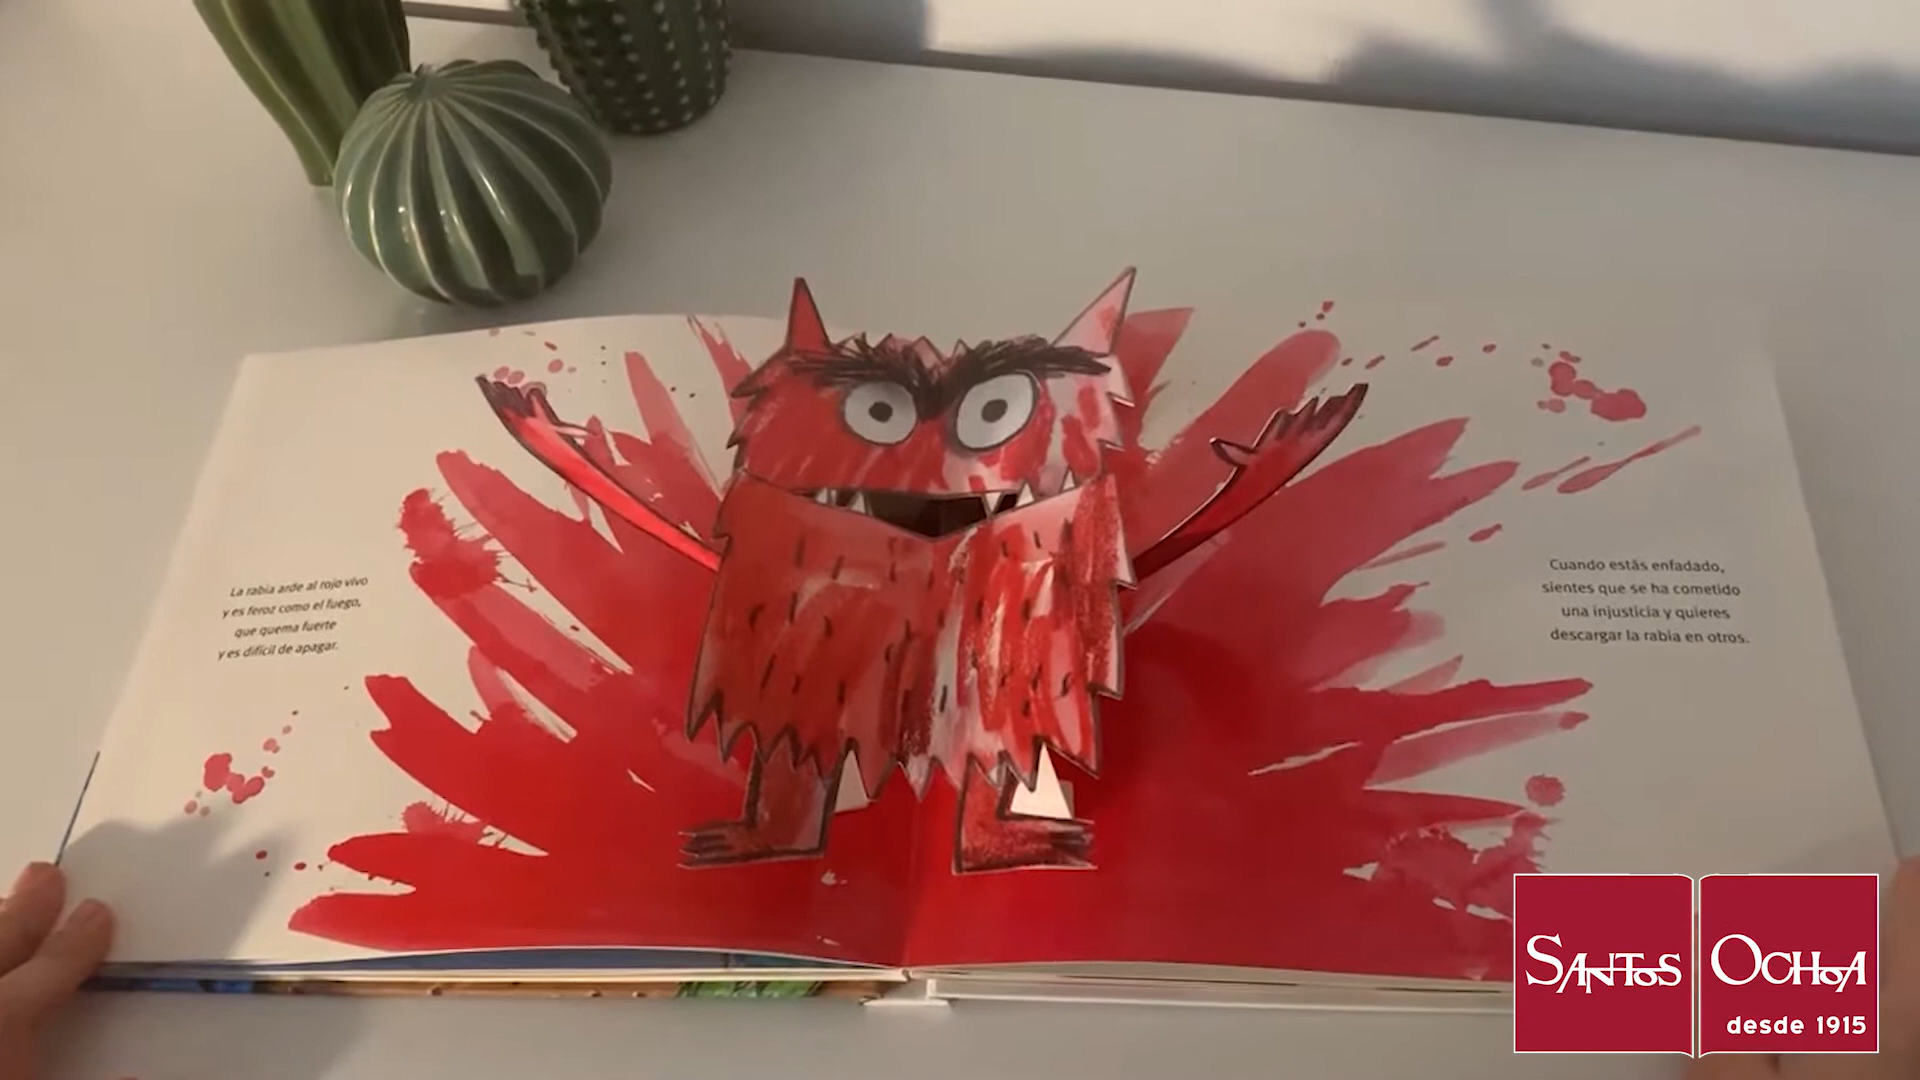 La rabia arde al rojo vivo
y es feroz como el fuego,
que quema fuerte
y es difícil de apagar.
Cuando estás enfadado,
sientes que se ha cometido
una injusticia y quieres
descargar la rabia en otros.
SANTOS OCHOA
desde 1915